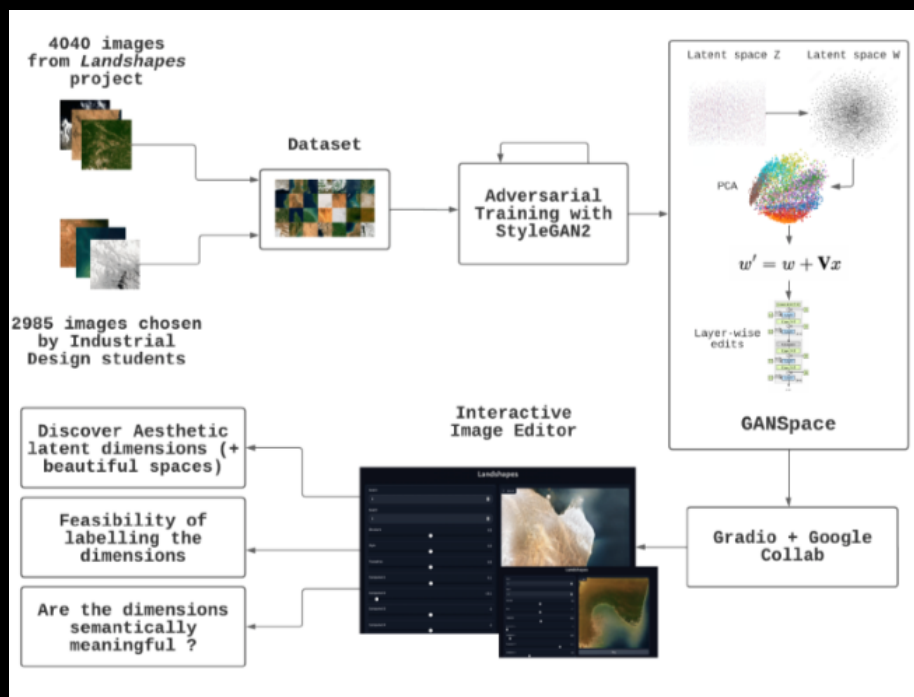 4040 images
from Landshapes
project
Dataset
2985 images chosen
by Industrial
Design students
Adversarial
Training with
StyleGAN2
Latent space Z
Latent space W
PCA
w' = w + Vx
Layer-wise
edits
...
GANSpace
Gradio + Google
Collab
Interactive
Image Editor
Landshapes
Landshapes
Discover Aesthetic
latent dimensions (+
beautiful spaces)
Feasibility of
labelling the
dimensions
Are the dimensions
semantically
meaningful ?